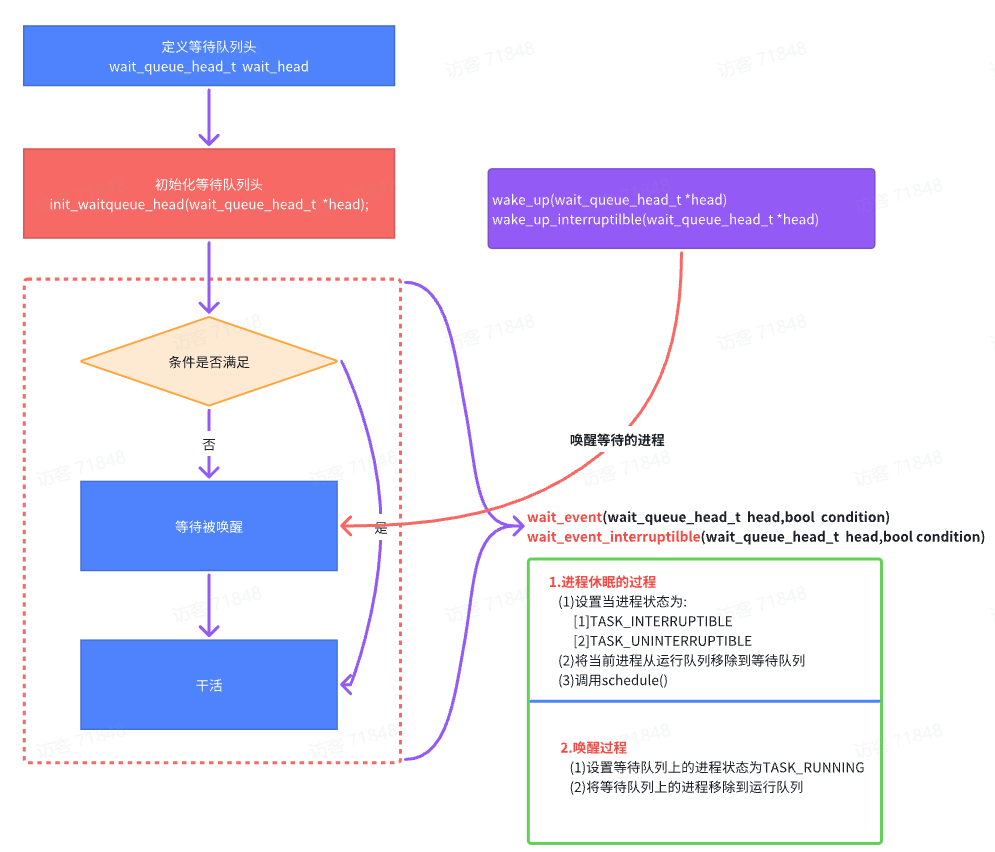 定义等待队列头
wait_queue_head_t wait_head
初始化等待队列头
init_waitqueue_head(wait_queue_head_t *head);
wake_up(wait_queue_head_t *head)
wake_up_interruptilble(wait_queue_head_t *head)
条件是否满足
否
是
唤醒等待的进程
等待被唤醒
干活
wait_event(wait_queue_head_t head,bool condition)
wait_event_interruptilble(wait_queue_head_t head,bool condition)
1.进程休眠的过程
(1)设置当进程状态为:
[1]TASK_INTERRUPTIBLE
[2]TASK_UNINTERRUPTIBLE
(2)将当前进程从运行队列移除到等待队列
(3)调用schedule()
2.唤醒过程
(1)设置等待队列上的进程状态为TASK_RUNNING
(2)将等待队列上的进程移除到运行队列
访客 71848